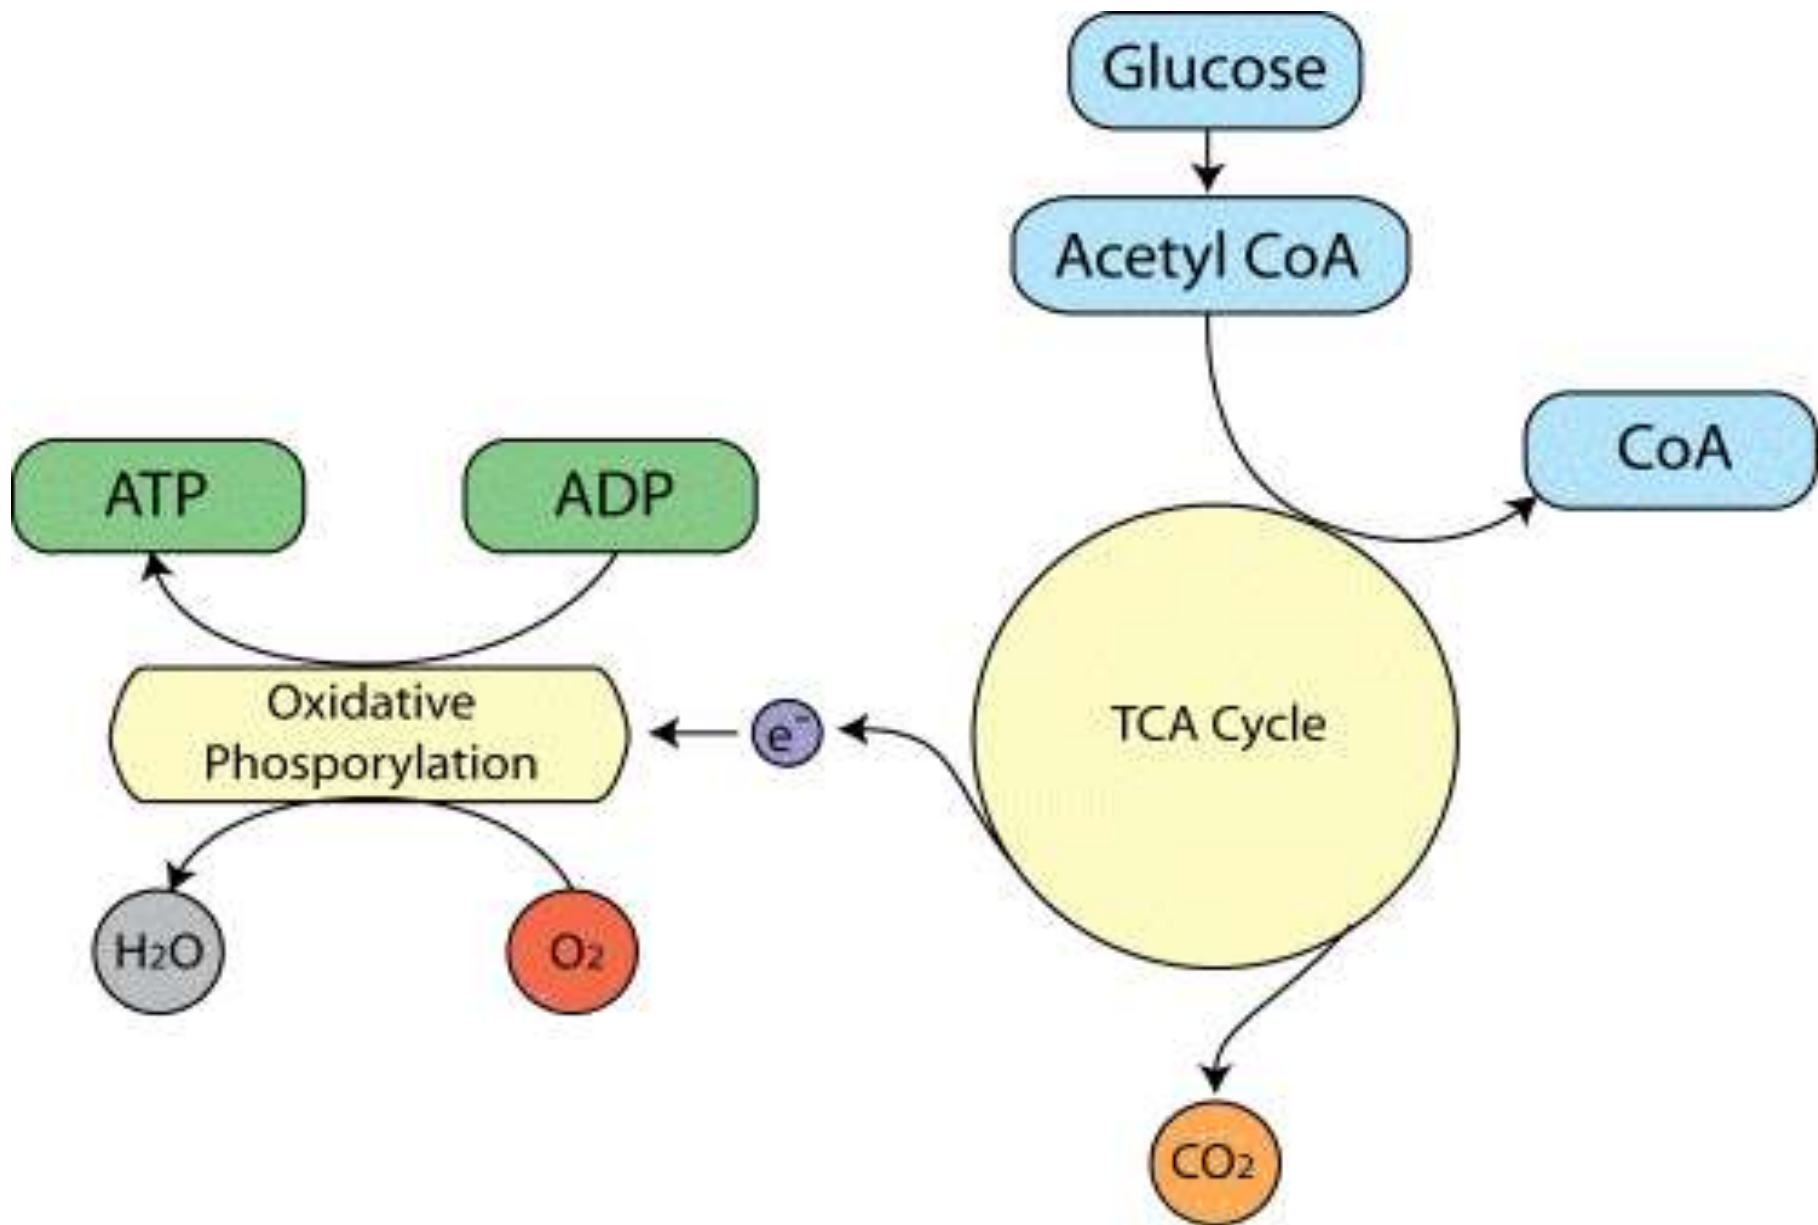 Glucose
Acetyl CoA
CoA
ATP
ADP
Oxidative
Phosporylation
e⁻
TCA Cycle
H₂O
O₂
CO₂